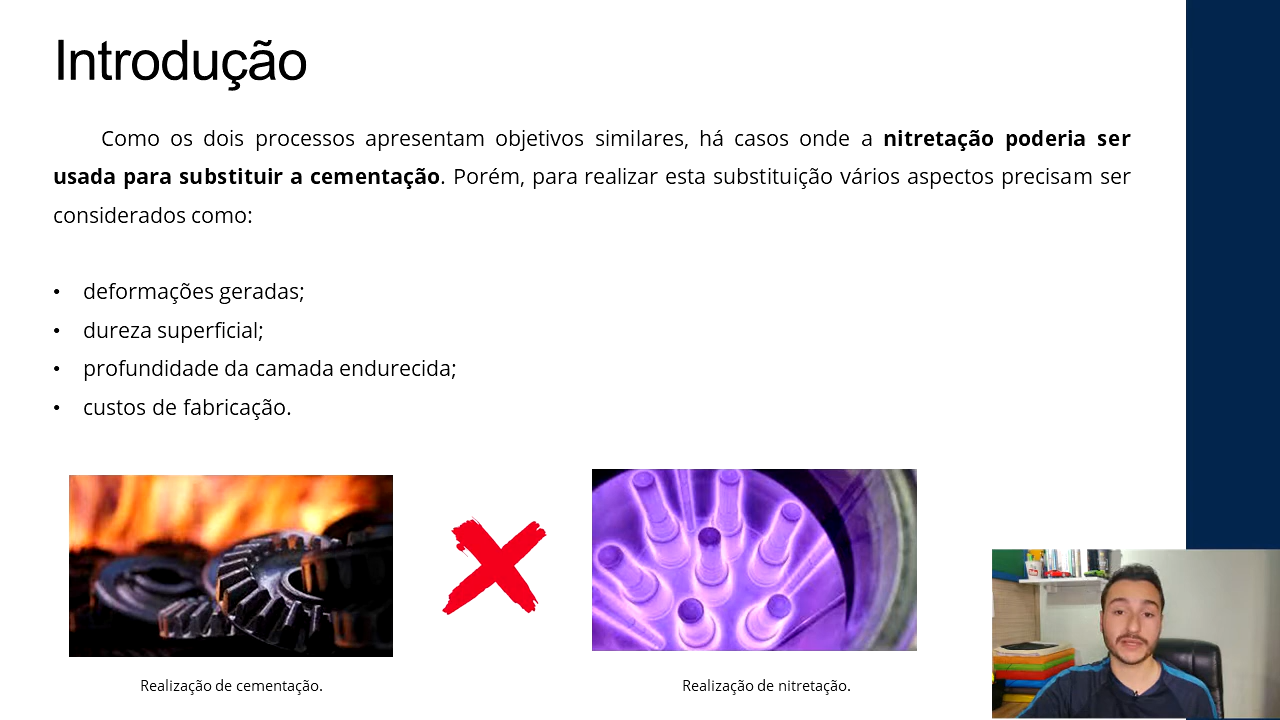 Introdução
Como os dois processos apresentam objetivos similares, há casos onde a nitretação poderia ser
usada para substituir a cementação. Porém, para realizar esta substituição vários aspectos precisam ser
considerados como:
• deformações geradas;
• dureza superficial;
• profundidade da camada endurecida;
• custos de fabricação.
Realização de cementação.
Realização de nitretação.